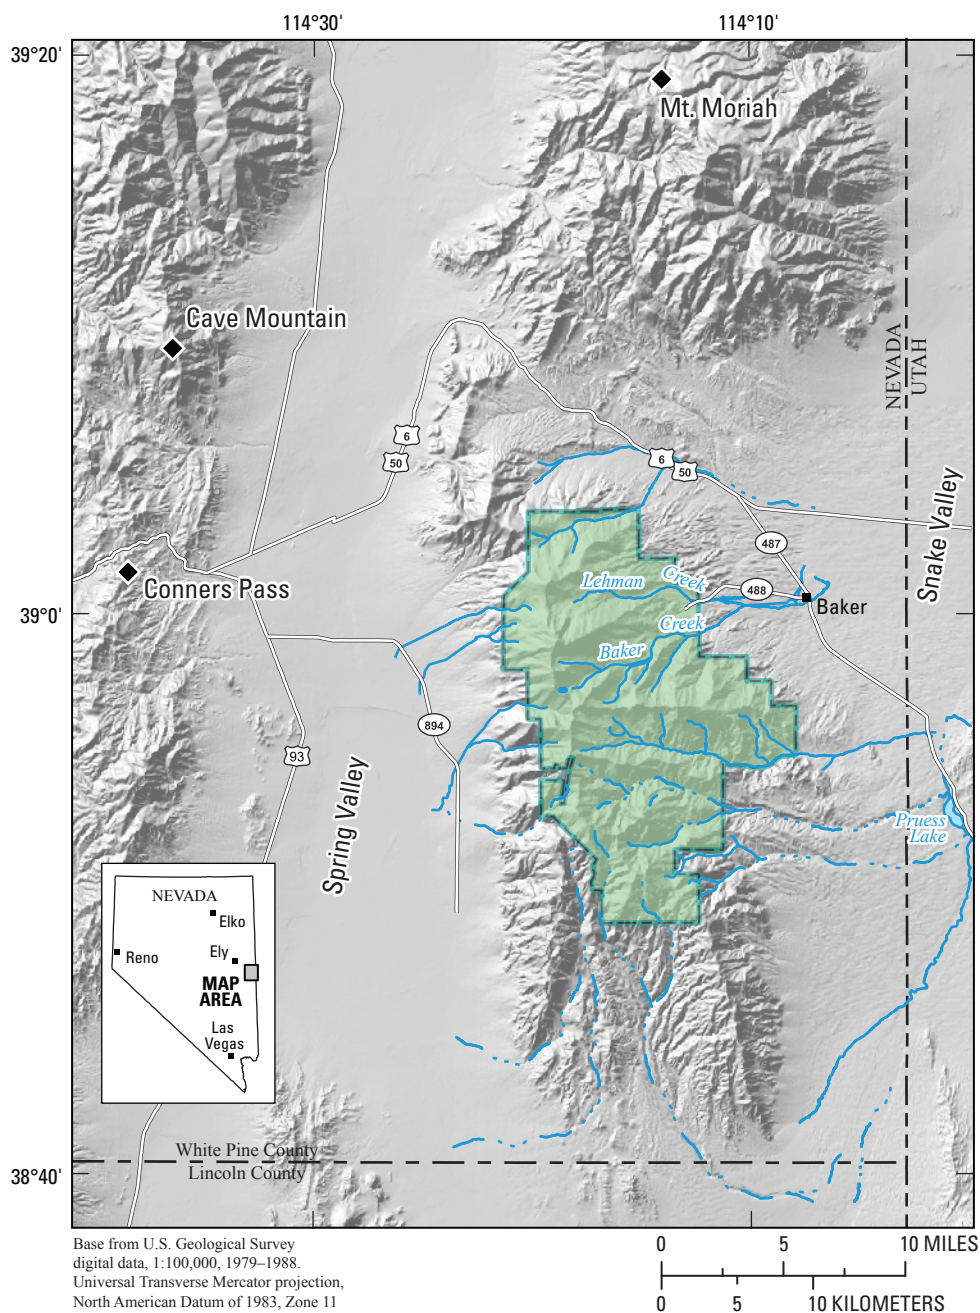 114°30'
114°10'
39°20'
Mt. Moriah
Cave Mountain
NEVADA
UTAH
6
50
6
50
Snake Valley
487
Conners Pass
Lehman
Creek
488
39°0'
Baker
Creek
Baker
894
93
Spring Valley
Pruess
Lake
NEVADA
Elko
Reno
Ely
MAP
AREA
Las
Vegas
White Pine County
Lincoln County
38°40'
Base from U.S. Geological Survey
digital data, 1:100,000, 1979–1988.
Universal Transverse Mercator projection,
North American Datum of 1983, Zone 11
0 5 10 MILES
0 5 10 KILOMETERS